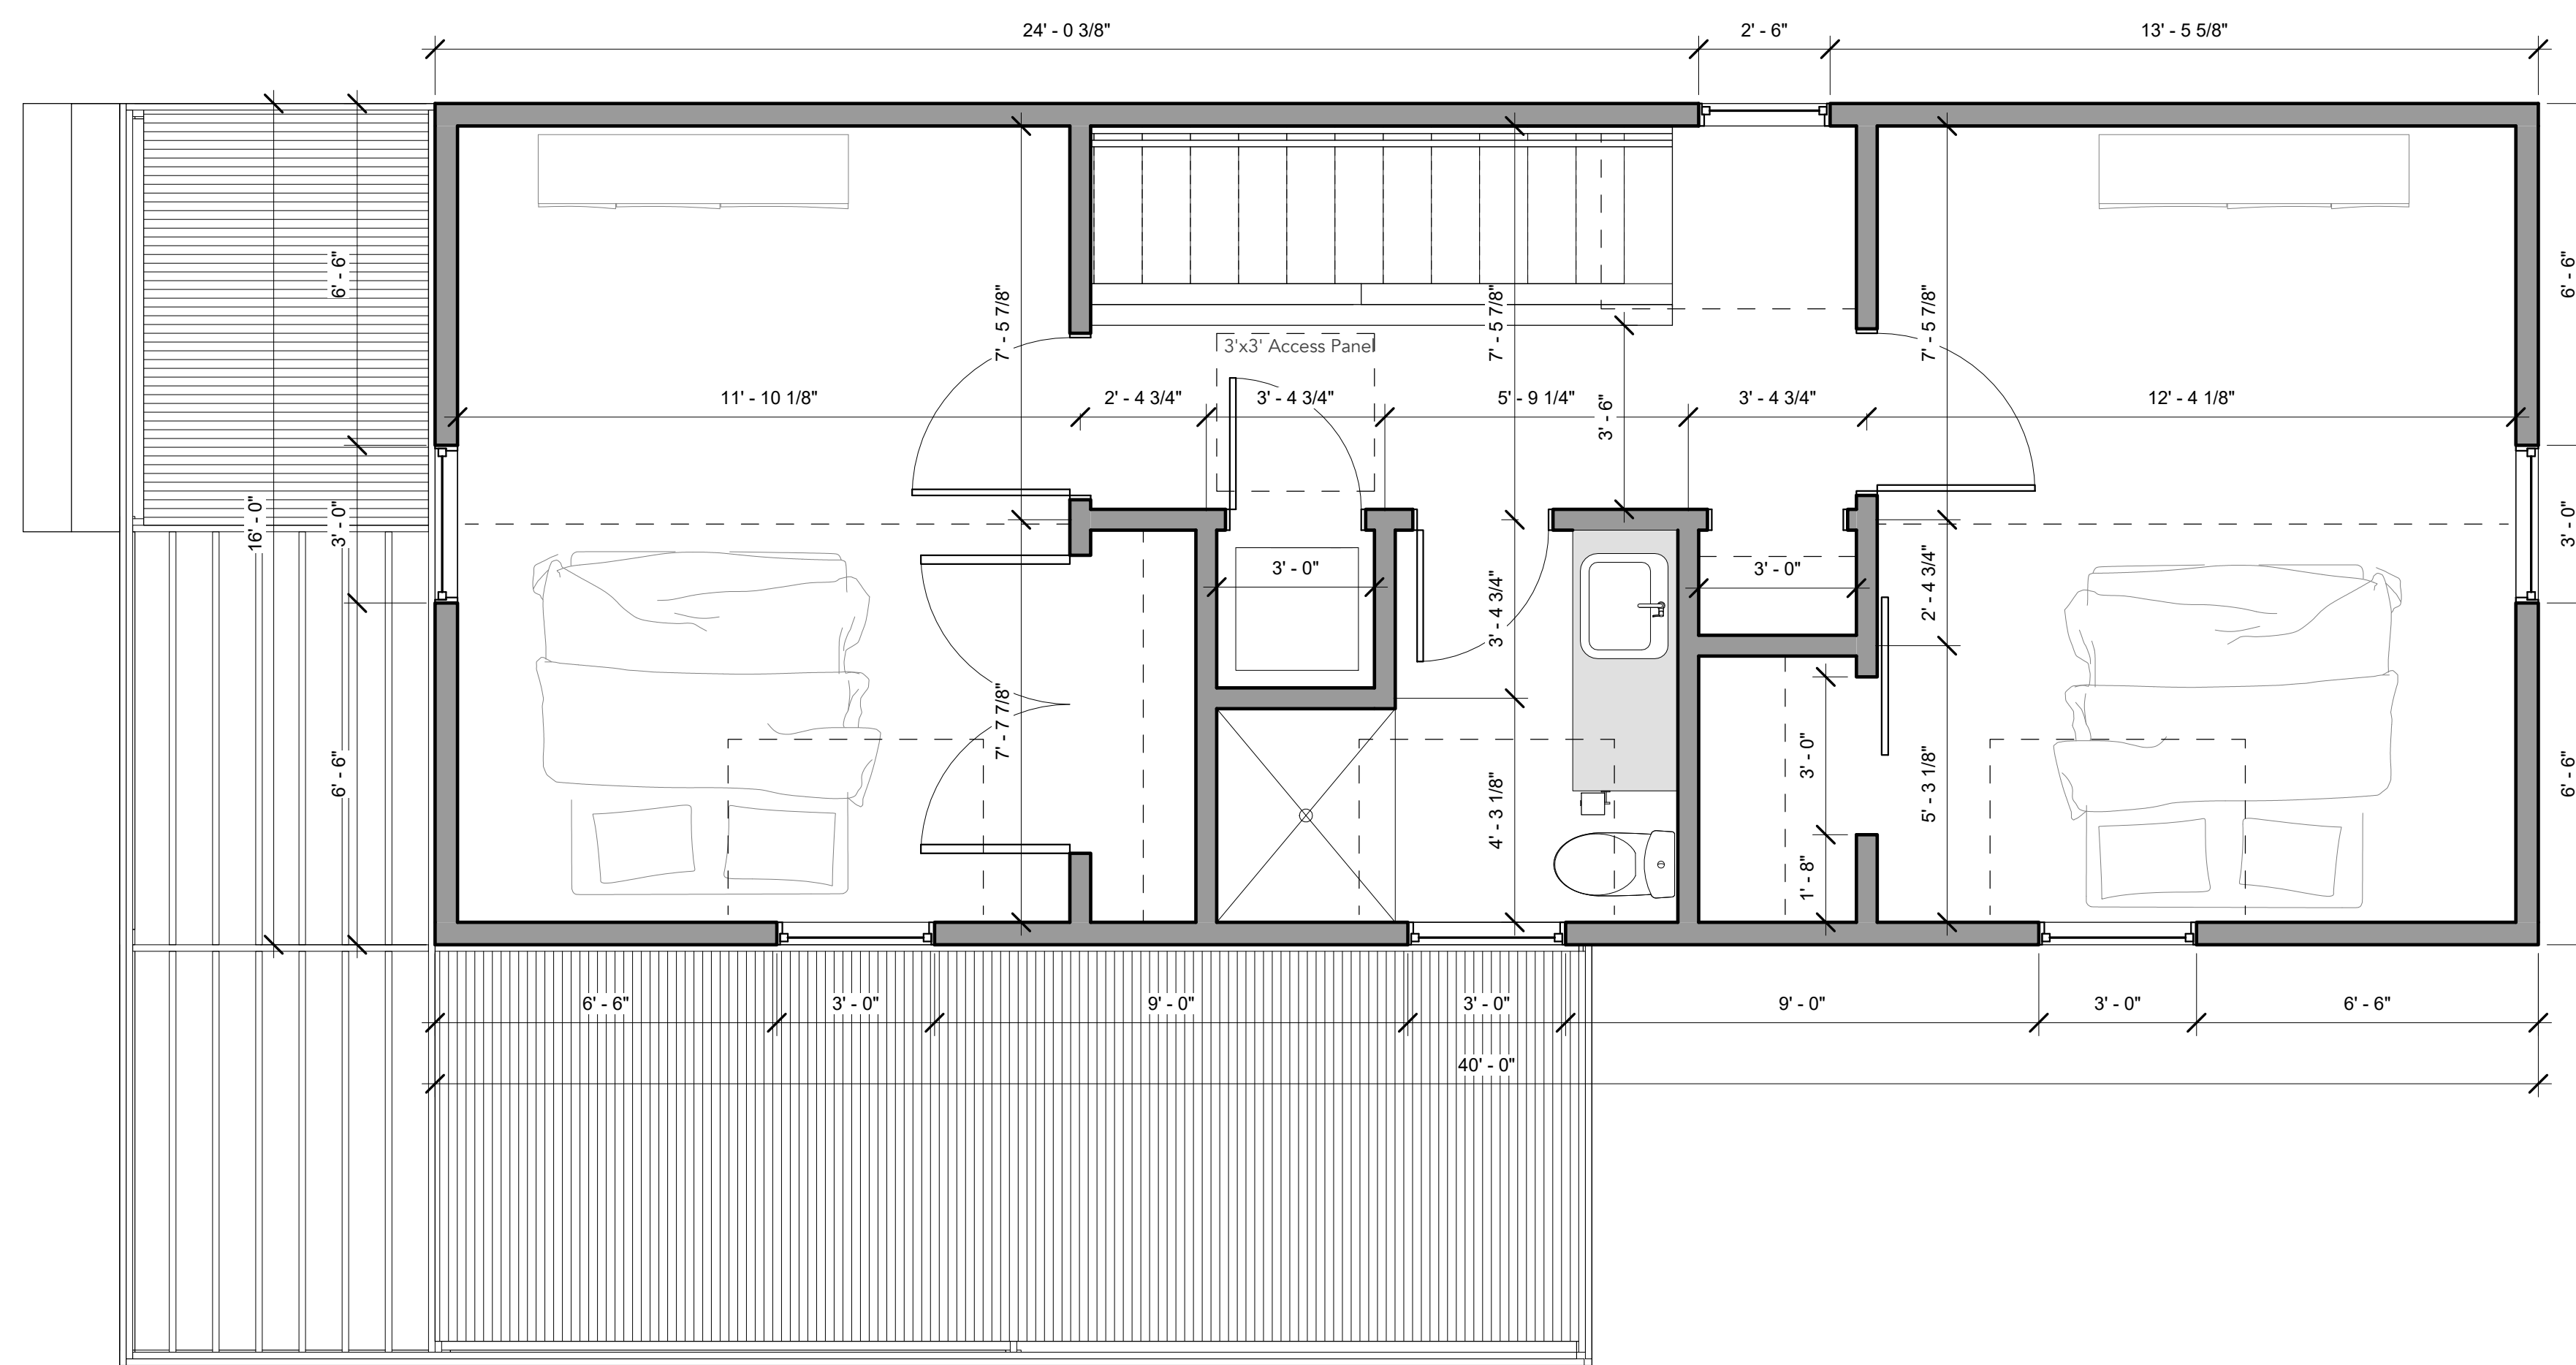 24' - 0 3/8"
2' - 6"
13' - 5 5/8"
6' - 6"
6' - 6"
7' - 5 7/8"
7' - 5 7/8"
7' - 5 7/8"
3'x3' Access Panel
11' - 10 1/8"
2' - 4 3/4"
3' - 4 3/4"
5' - 9 1/4"
3' - 6"
3' - 4 3/4"
12' - 4 1/8"
16' - 0"
3' - 0"
3' - 0"
3' - 0"
3' - 0"
2' - 4 3/4"
3' - 4 3/4"
7' - 7 7/8"
6' - 6"
3' - 0"
5' - 3 1/8"
6' - 6"
4' - 3 1/8"
1' - 8"
6' - 6"
3' - 0"
9' - 0"
3' - 0"
9' - 0"
3' - 0"
6' - 6"
40' - 0"